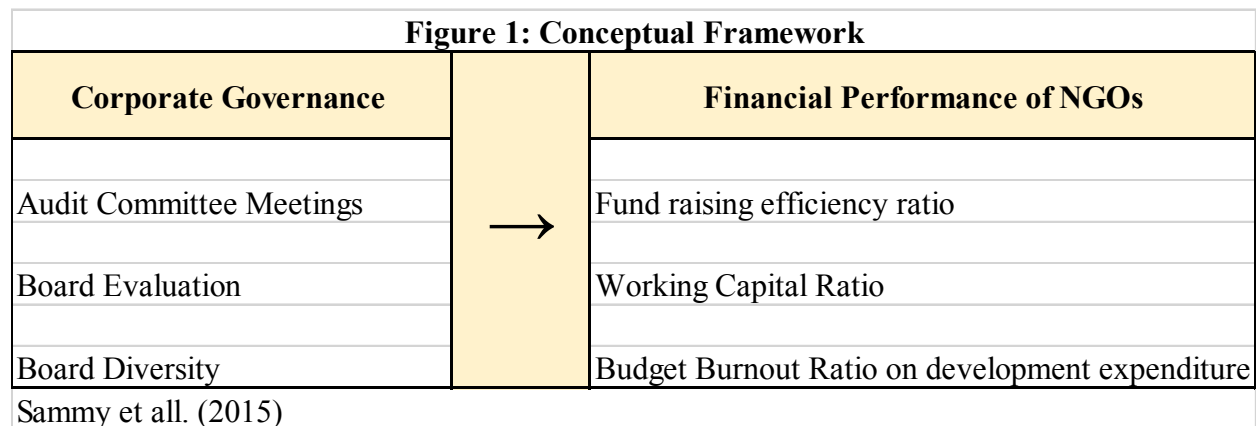 Figure 1: Conceptual Framework
Corporate Governance
→
Financial Performance of NGOs
Audit Committee Meetings
Fund raising efficiency ratio
Board Evaluation
Working Capital Ratio
Board Diversity
Budget Burnout Ratio on development expenditure
Sammy et all. (2015)